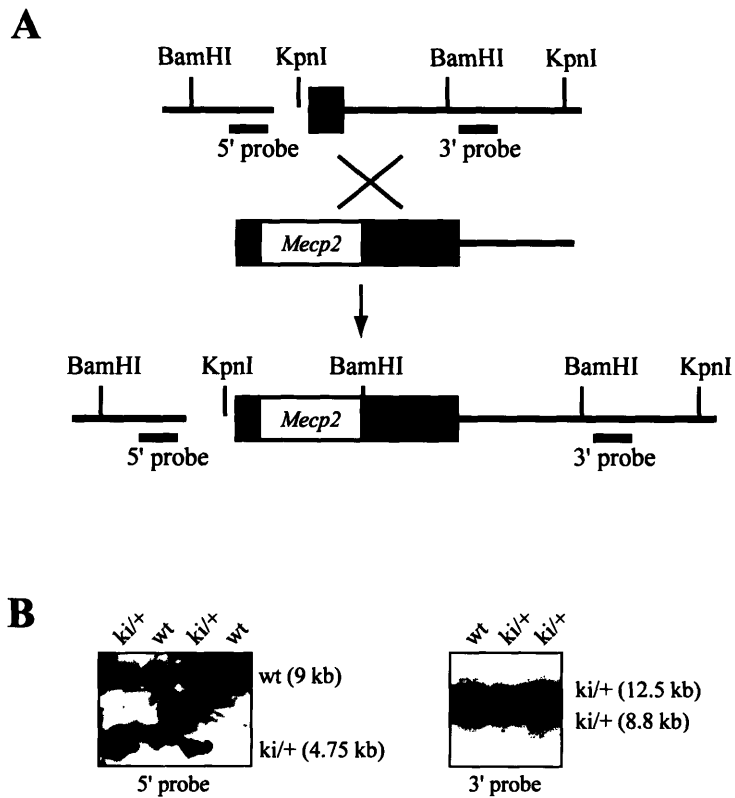 A
BamHI KpnI BamHI KpnI
5' probe 3' probe
Mecp2
BamHI KpnI BamHI BamHI KpnI
Mecp2
5' probe 3' probe
B
ki/+ wt ki/+ wt
wt (9 kb)
ki/+ (4.75 kb)
5' probe
wt ki/+ ki/+
ki/+ (12.5 kb)
ki/+ (8.8 kb)
3' probe